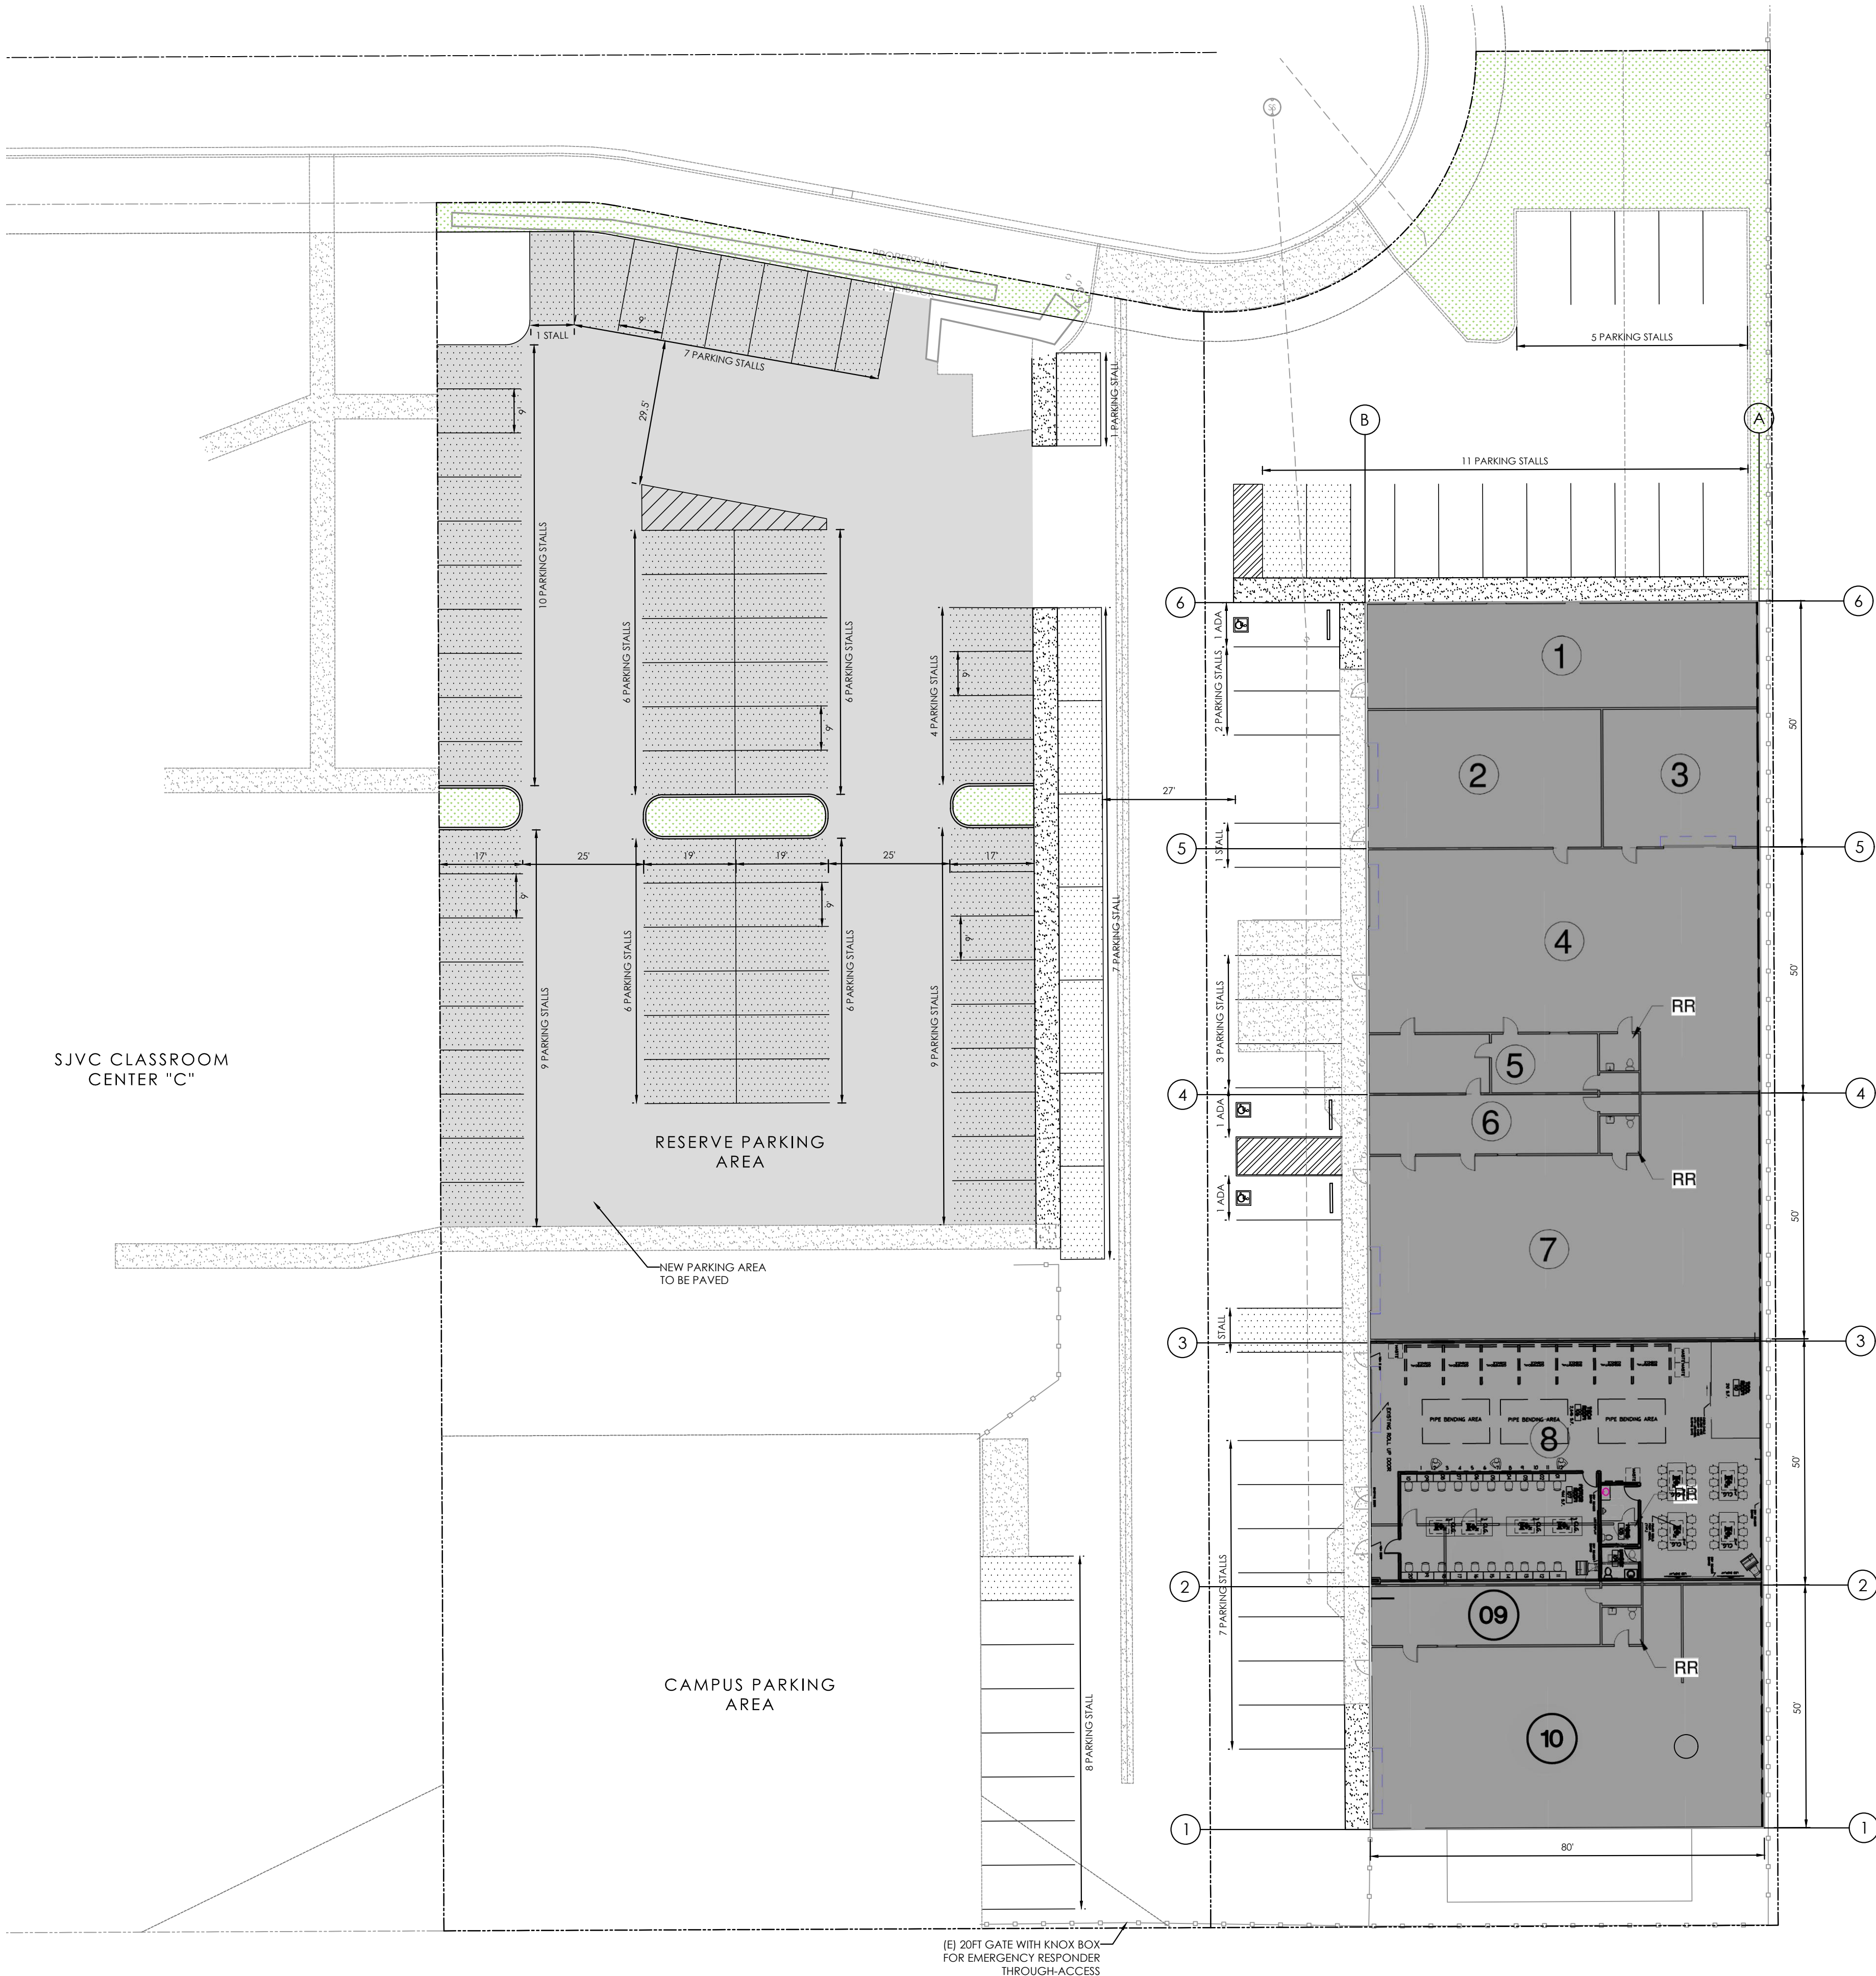 SG
PROPERTY LINE
1 STALL
9'
7 PARKING STALLS
29.5'
5 PARKING STALLS
1 PARKING STALL
B
A
9'
10 PARKING STALLS
11 PARKING STALLS
6
6
1 ADA
2 PARKING STALLS
1
2
3
50'
6 PARKING STALLS
6 PARKING STALLS
9'
4 PARKING STALLS
9'
27'
5
5
STALL
17'
25'
19'
19'
25'
17'
9'
9'
9'
6 PARKING STALLS
6 PARKING STALLS
9 PARKING STALLS
9 PARKING STALLS
7 PARKING STALL
3 PARKING STALLS
4
50'
RR
5
SJVC CLASSROOM
CENTER "C"
4
4
1 ADA
6
RESERVE PARKING
AREA
RR
1 ADA
7
50'
NEW PARKING AREA
TO BE PAVED
1 STALL
3
3
PIPE BENDING AREA
PIPE BENDING AREA
PIPE BENDING AREA
8
EXISTING ROLL UP DOOR
50'
RR
7 PARKING STALLS
2
2
09
RR
CAMPUS PARKING
AREA
8 PARKING STALL
10
50'
1
1
80'
(E) 20FT GATE WITH KNOX BOX
FOR EMERGENCY RESPONDER
THROUGH-ACCESS